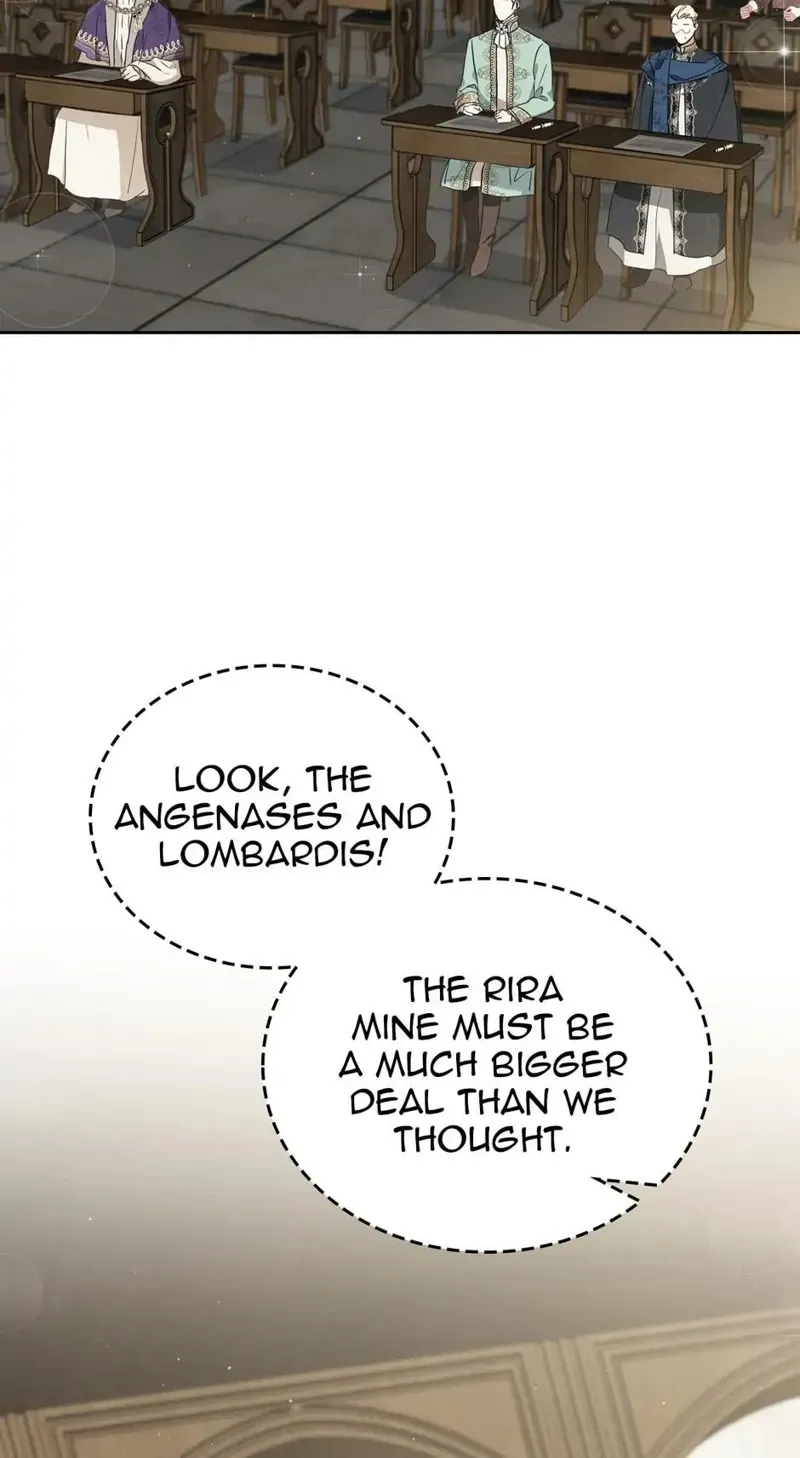 LOOK, THE
ANGENASES AND
LOMBARDIS!
THE RIRA
MINE MUST BE
A MUCH BIGGER
DEAL THAN WE
THOUGHT.